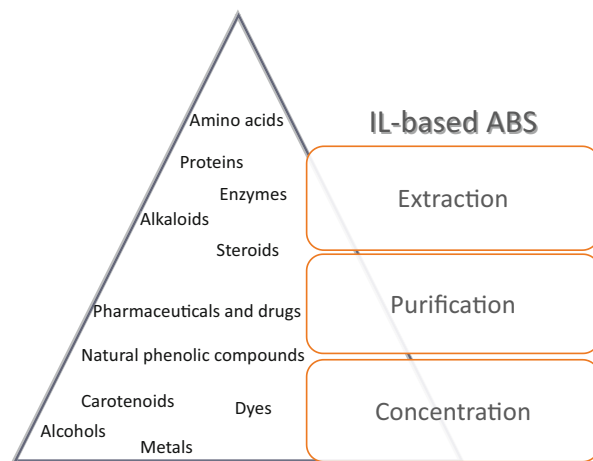 IL-based ABS
Amino acids
Proteins
Enzymes
Alkaloids
Steroids
Pharmaceuticals and drugs
Natural phenolic compounds
Carotenoids
Dyes
Alcohols
Metals
Extraction
Purification
Concentration